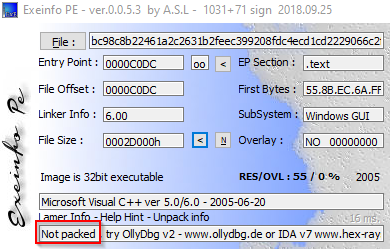 Exeinfo PE - ver.0.0.5.3 by A.S.L - 1031+71 sign 2018.09.25
File : bc98c8b22461a2c2631b2feec399208fdc4ecd1cd2229066c2
Entry Point : 0000C0DC oo < EP Section : .text
File Offset : 0000C0DC First Bytes : 55.8B.EC.6A.FF
Linker Info : 6.00 SubSystem : Windows GUI
File Size : 0002D000h < N Overlay : NO 00000000
Image is 32bit executable RES/OVL : 55 / 0 % 2005
Microsoft Visual C++ ver 5.0/6.0 - 2005-06-20
Lamer Info - Help Hint - Unpack info 16 ms.
Not packed try OllyDbg v2 - www.ollydbg.de or IDA v7 www.hex-ray
Exeinfo Pe